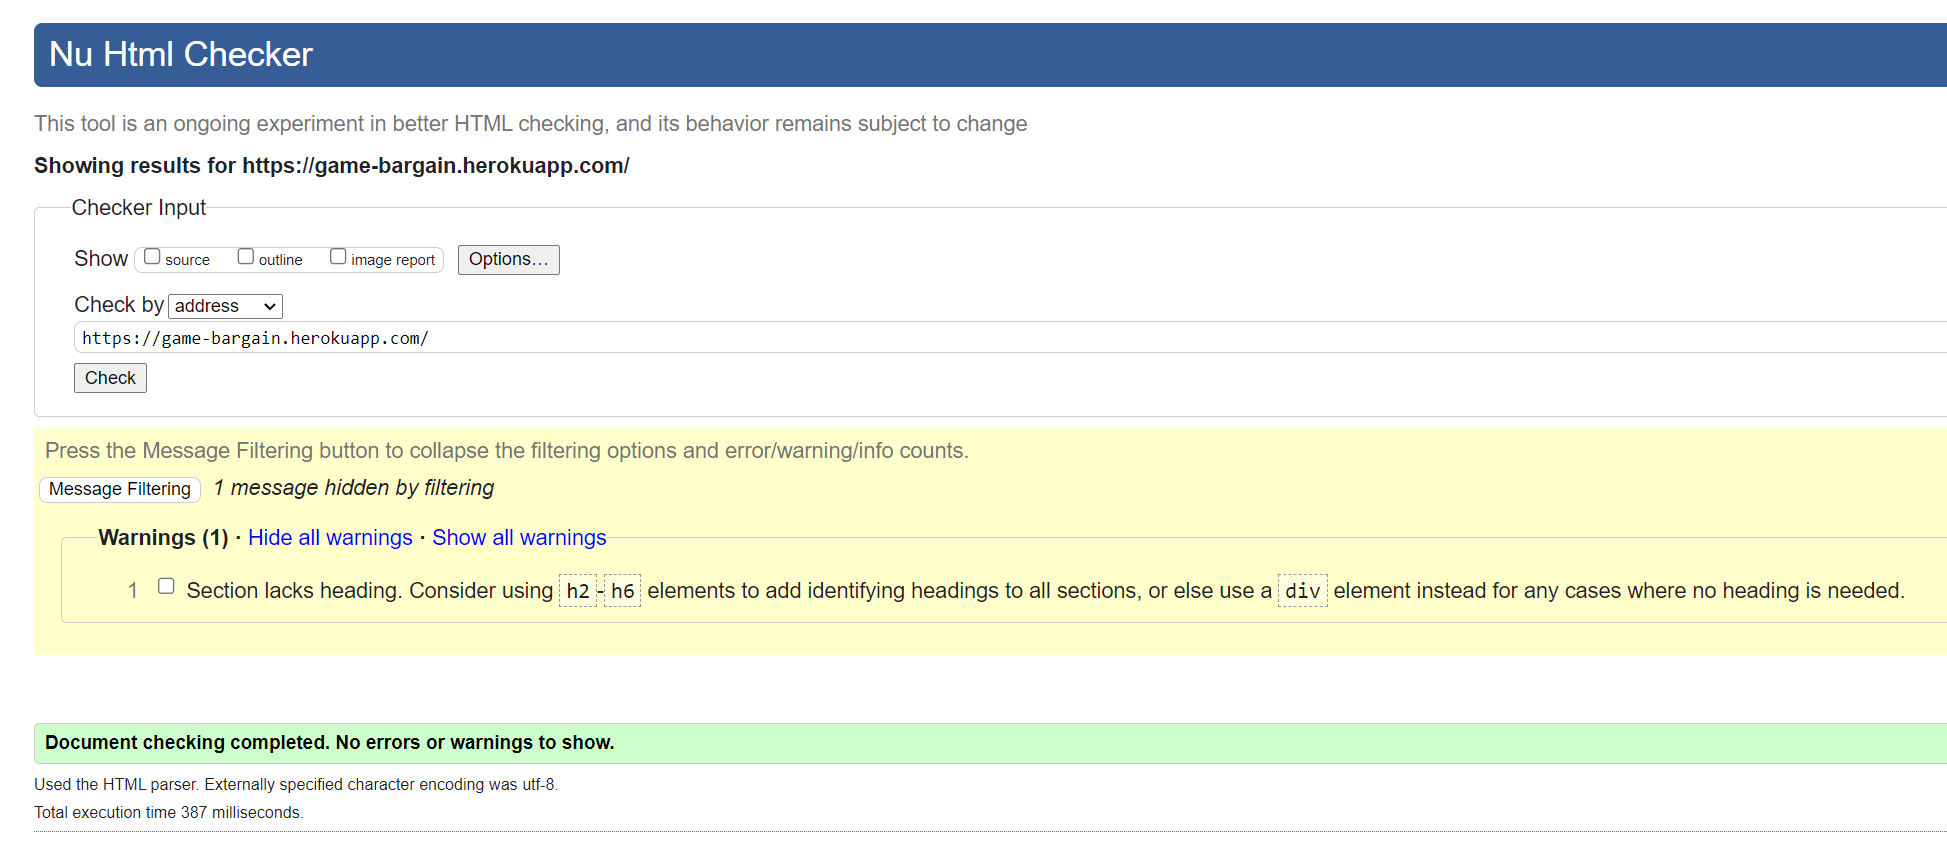 Nu Html Checker
This tool is an ongoing experiment in better HTML checking, and its behavior remains subject to change
Showing results for https://game-bargain.herokuapp.com/
Checker Input
Show source outline image report Options...
Check by address
https://game-bargain.herokuapp.com/
Check
Press the Message Filtering button to collapse the filtering options and error/warning/info counts.
Message Filtering 1 message hidden by filtering
Warnings (1) · Hide all warnings · Show all warnings
1 Section lacks heading. Consider using h2-h6 elements to add identifying headings to all sections, or else use a div element instead for any cases where no heading is needed.
Document checking completed. No errors or warnings to show.
Used the HTML parser. Externally specified character encoding was utf-8.
Total execution time 387 milliseconds.